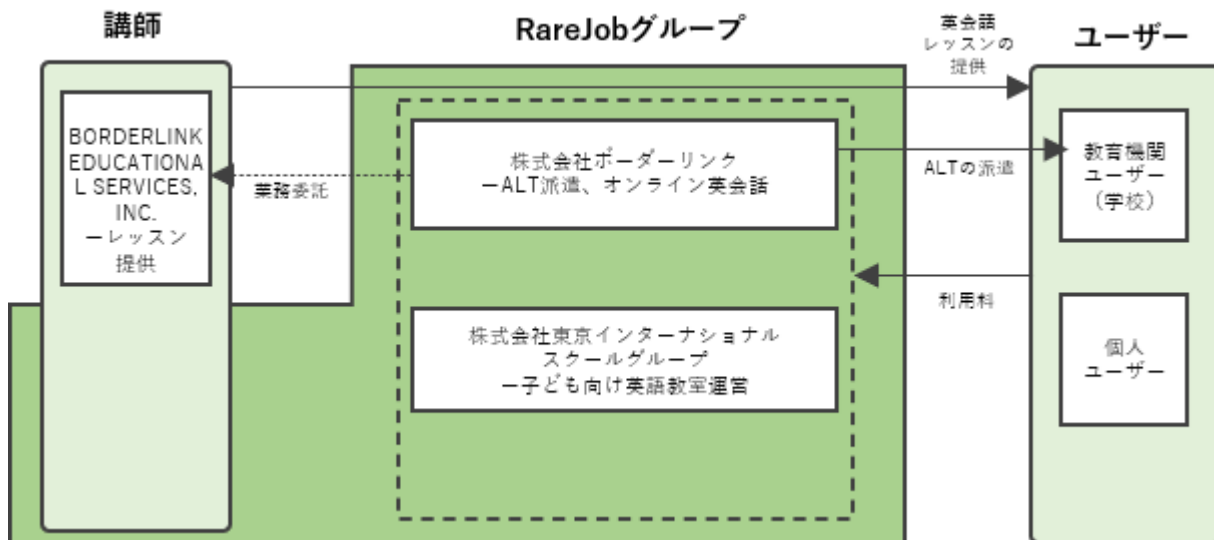 講師
RareJobグループ
英会話
レッスンの
提供
ユーザー
BORDERLINK
EDUCATIONA
L SERVICES,
INC.
ーレッスン
提供
業務委託
株式会社ボーダーリンク
ーALT派遣、オンライン英会話
ALTの派遣
教育機関
ユーザー
（学校）
利用料
株式会社東京インターナショナル
スクールグループ
ー子ども向け英語教室運営
個人
ユーザー